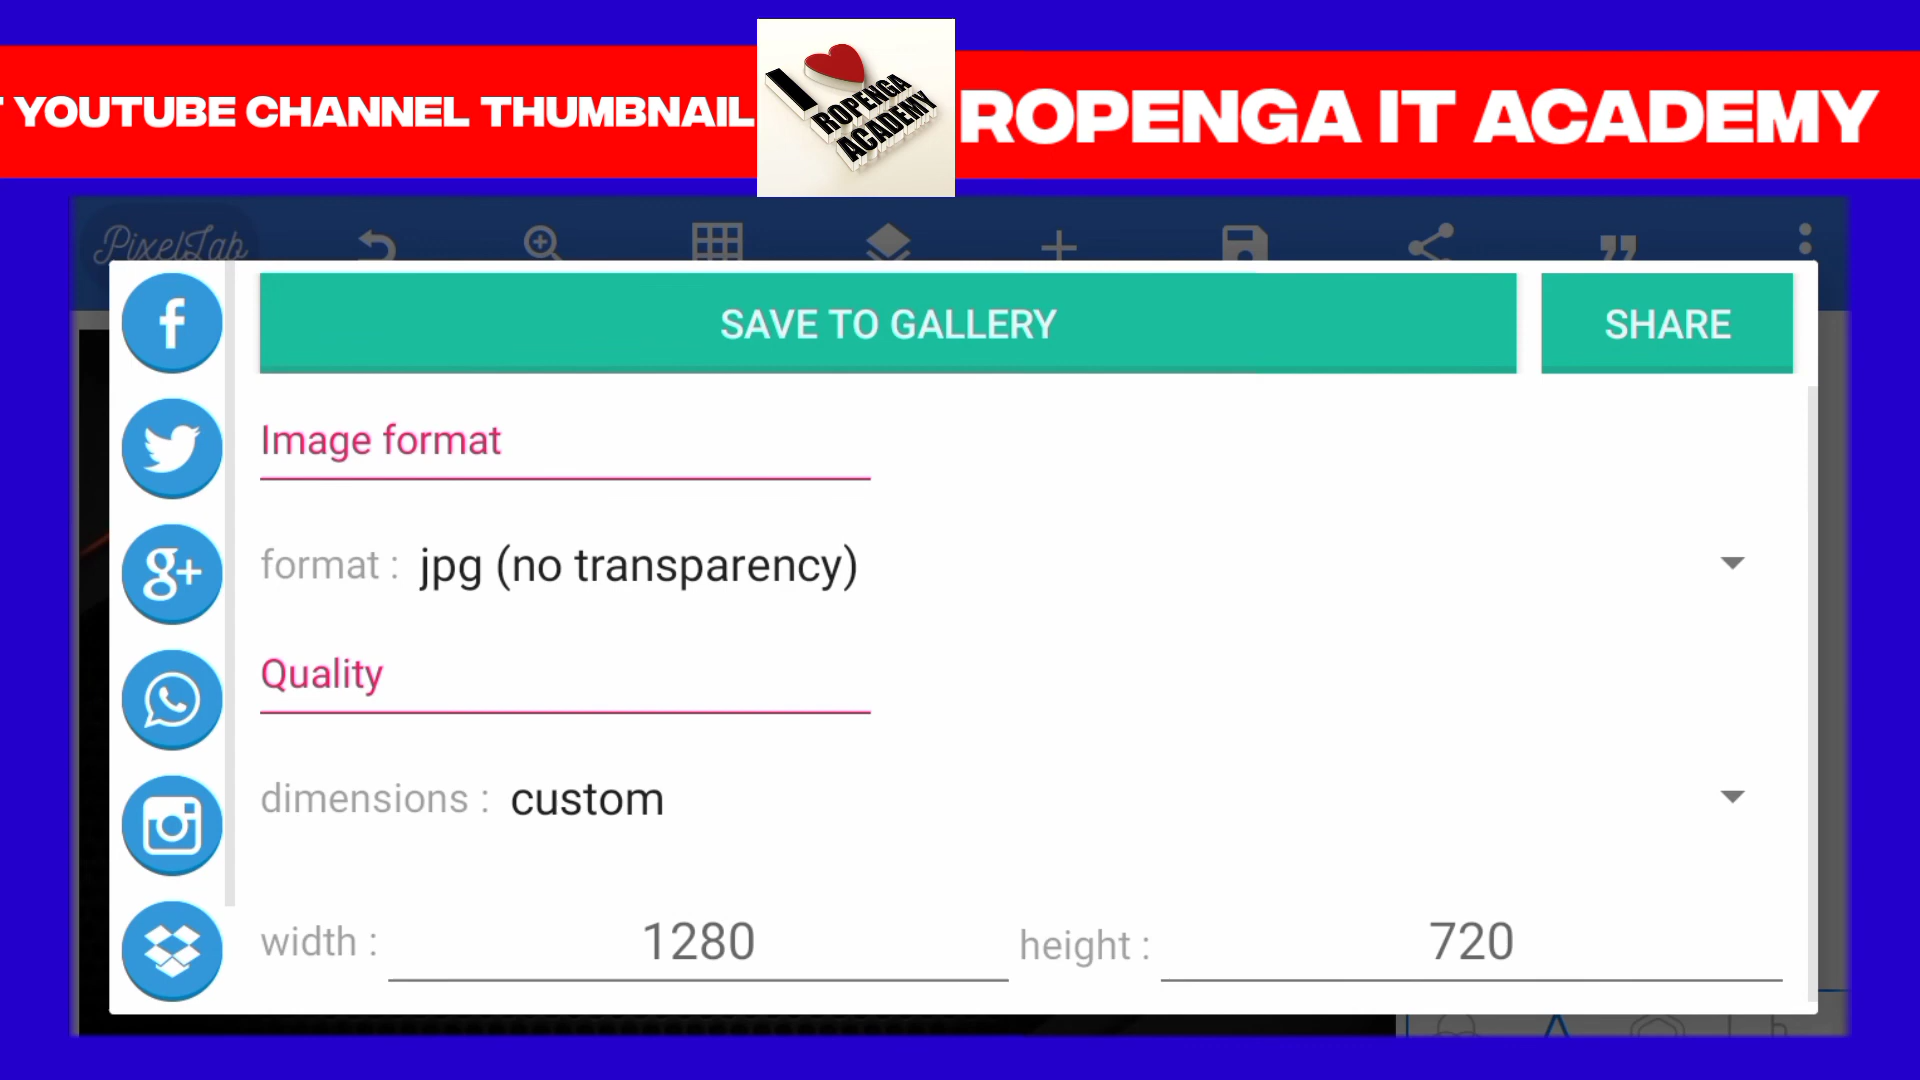 YOUTUBE CHANNEL THUMBNAIL
I
ROPENGA
ACADEMY
ROPENGA IT ACADEMY
PixelLab
SAVE TO GALLERY
SHARE
Image format
format : jpg (no transparency)
Quality
dimensions : custom
width : 1280 height : 720